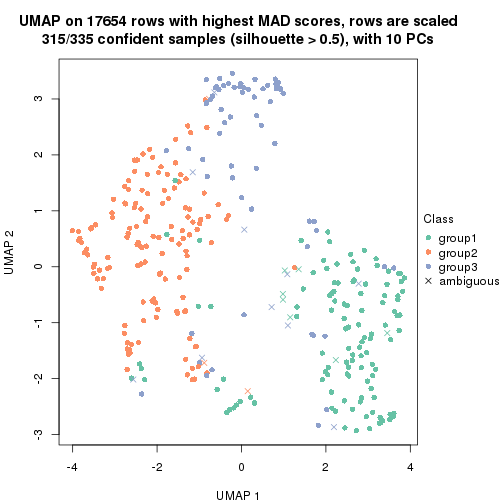 UMAP on 17654 rows with highest MAD scores, rows are scaled
315/335 confident samples (silhouette > 0.5), with 10 PCs
3
2
1
0
-1
-2
-3
UMAP 2
-4
-2
0
2
4
UMAP 1
Class
group1
group2
group3
ambiguous